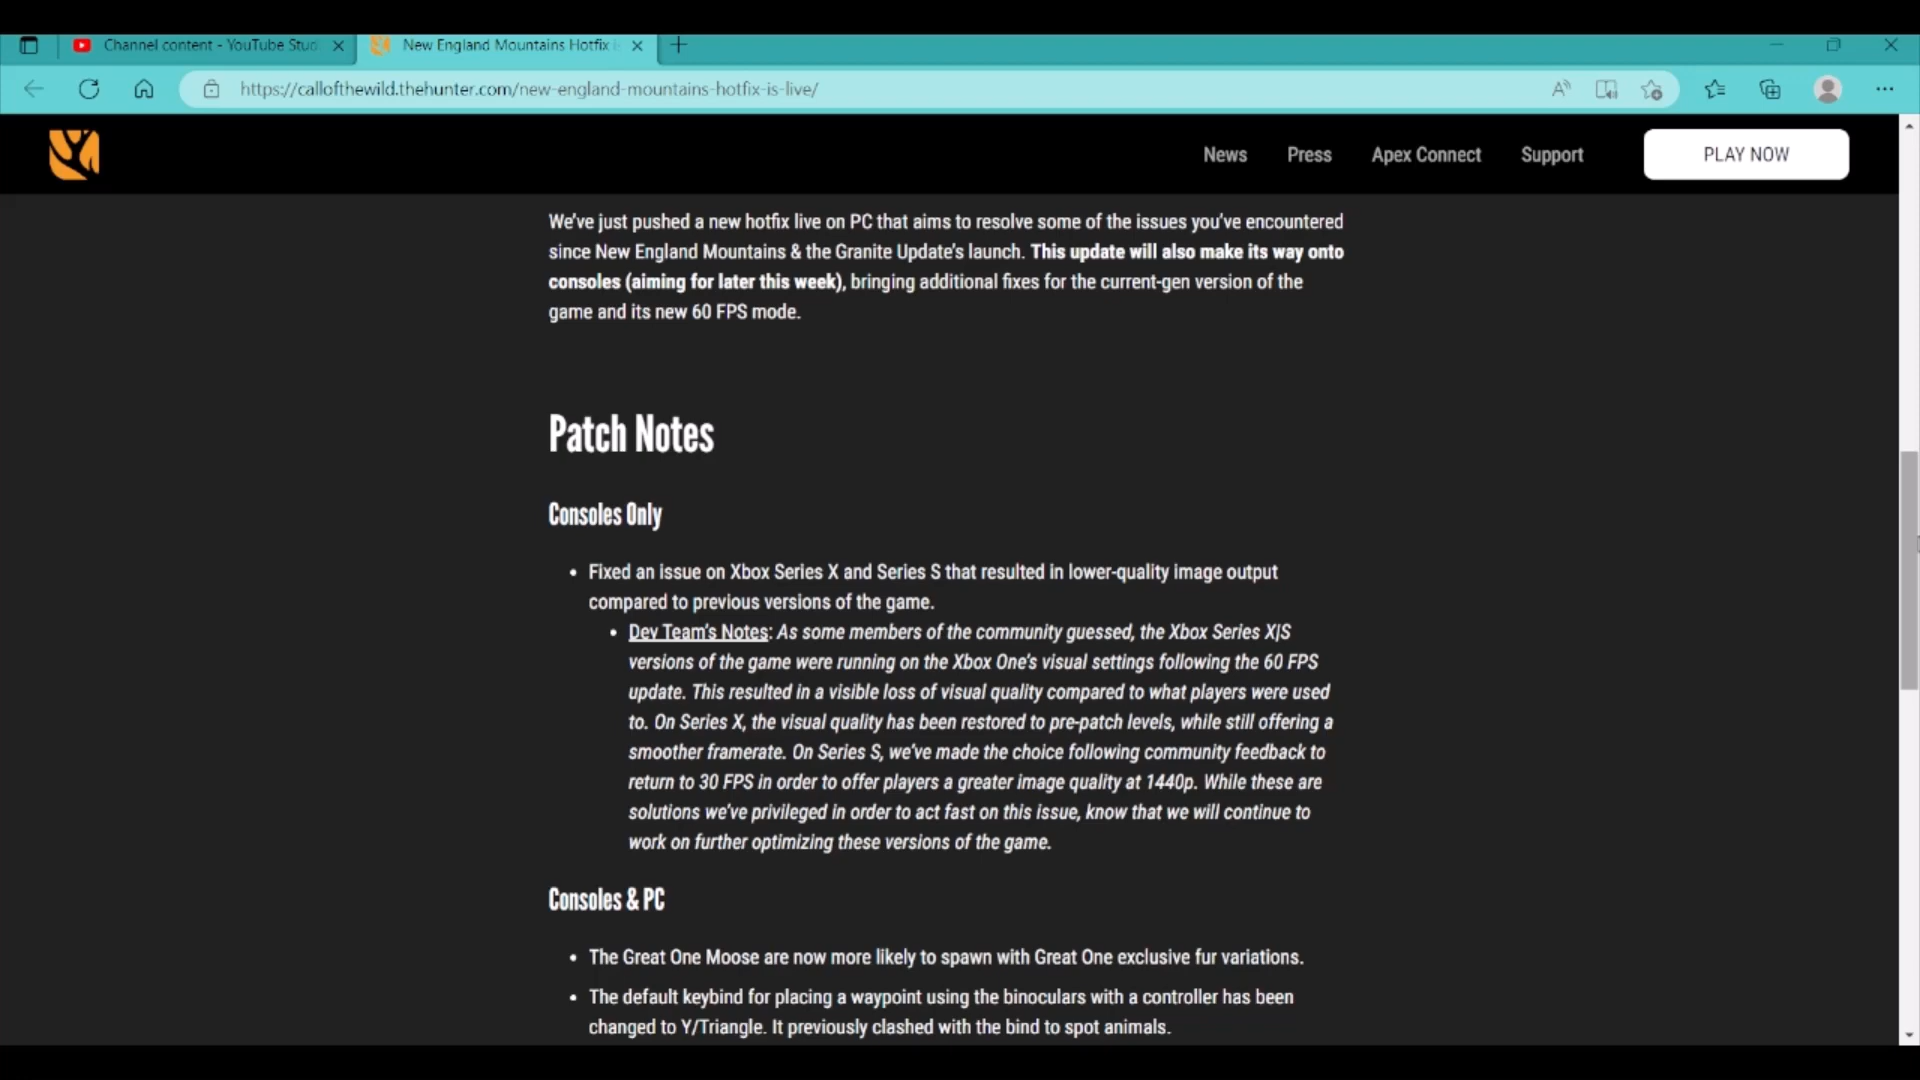 Channel content - YouTube Stud
New England Mountains Hotfix is
https://callofthewild.thehunter.com/new-england-mountains-hotfix-is-live/
News Press Apex Connect Support PLAY NOW
We've just pushed a new hotfix live on PC that aims to resolve some of the issues you've encountered
since New England Mountains & the Granite Update's launch. This update will also make its way onto
consoles (aiming for later this week), bringing additional fixes for the current-gen version of the
game and its new 60 FPS mode.
Patch Notes
Consoles Only
• Fixed an issue on Xbox Series X and Series S that resulted in lower-quality image output
compared to previous versions of the game.
• Dev Team's Notes: As some members of the community guessed, the Xbox Series X|S
versions of the game were running on the Xbox One's visual settings following the 60 FPS
update. This resulted in a visible loss of visual quality compared to what players were used
to. On Series X, the visual quality has been restored to pre-patch levels, while still offering a
smoother framerate. On Series S, we've made the choice following community feedback to
return to 30 FPS in order to offer players a greater image quality at 1440p. While these are
solutions we've privileged in order to act fast on this issue, know that we will continue to
work on further optimizing these versions of the game.
Consoles & PC
• The Great One Moose are now more likely to spawn with Great One exclusive fur variations.
• The default keybind for placing a waypoint using the binoculars with a controller has been
changed to Y/Triangle. It previously clashed with the bind to spot animals.